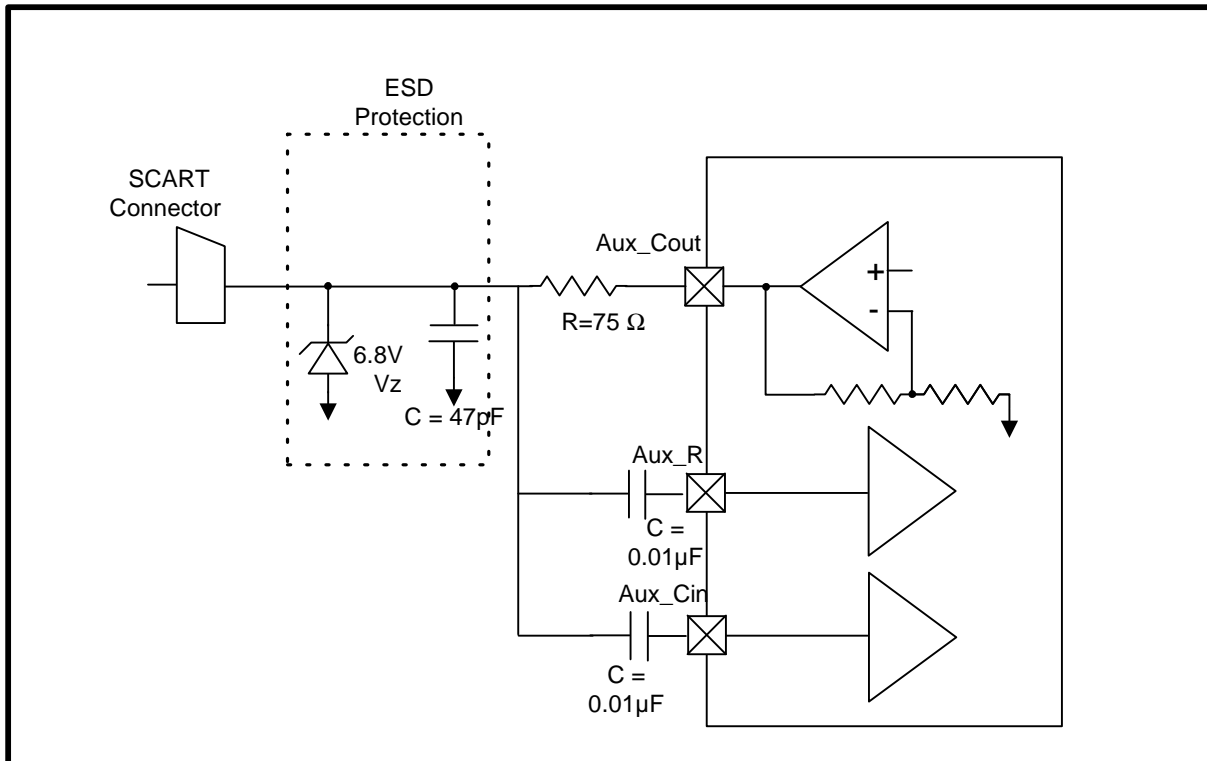 ESD
Protection
SCART
Connector
Aux_Cout
+
-
R=75 Ω
6.8V
Vz
C = 47pF
Aux_R
C =
0.01µF
Aux_Cin
C =
0.01µF